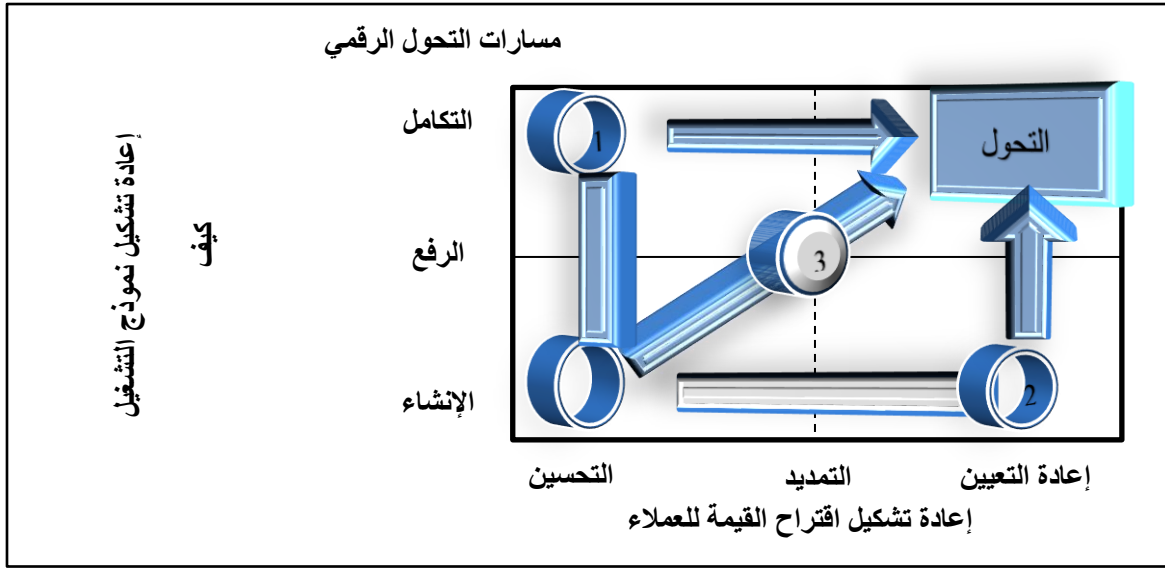 مسارات التحول الرقمي
التكامل
1
التحول
إعادة تشكيل نموذج التشغيل
كيف
الرفع
3
الإنشاء
2
التحسين
التمديد
إعادة التعيين
إعادة تشكيل اقتراح القيمة للعملاء